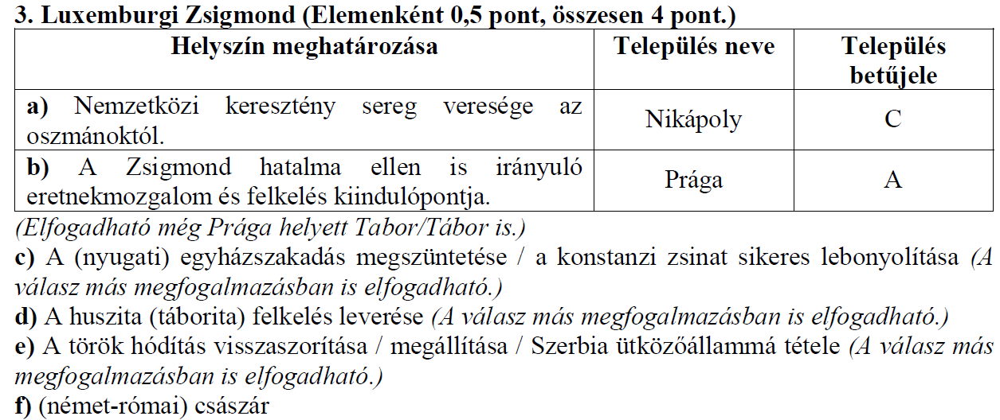 3. Luxemburgi Zsigmond (Elemenként 0,5 pont, összesen 4 pont.)
Helyszín meghatározása Település neve Település
betűjele
a) Nemzetközi keresztény sereg veresége az
oszmánoktól.
Nikápoly C
b) A Zsigmond hatalma ellen is irányuló
eretnekmozgalom és felkelés kiindulópontja.
Prága A
(Elfogadható még Prága helyett Tabor/Tábor is.)
c) A (nyugati) egyházszakadás megszüntetése / a konstanzi zsinat sikeres lebonyolítása (A
válasz más megfogalmazásban is elfogadható.)
d) A huszita (táborita) felkelés leverése (A válasz más megfogalmazásban is elfogadható.)
e) A török hódítás visszaszorítása / megállítása / Szerbia ütközőállammá tétele (A válasz más
megfogalmazásban is elfogadható.)
f) (német-római) császár